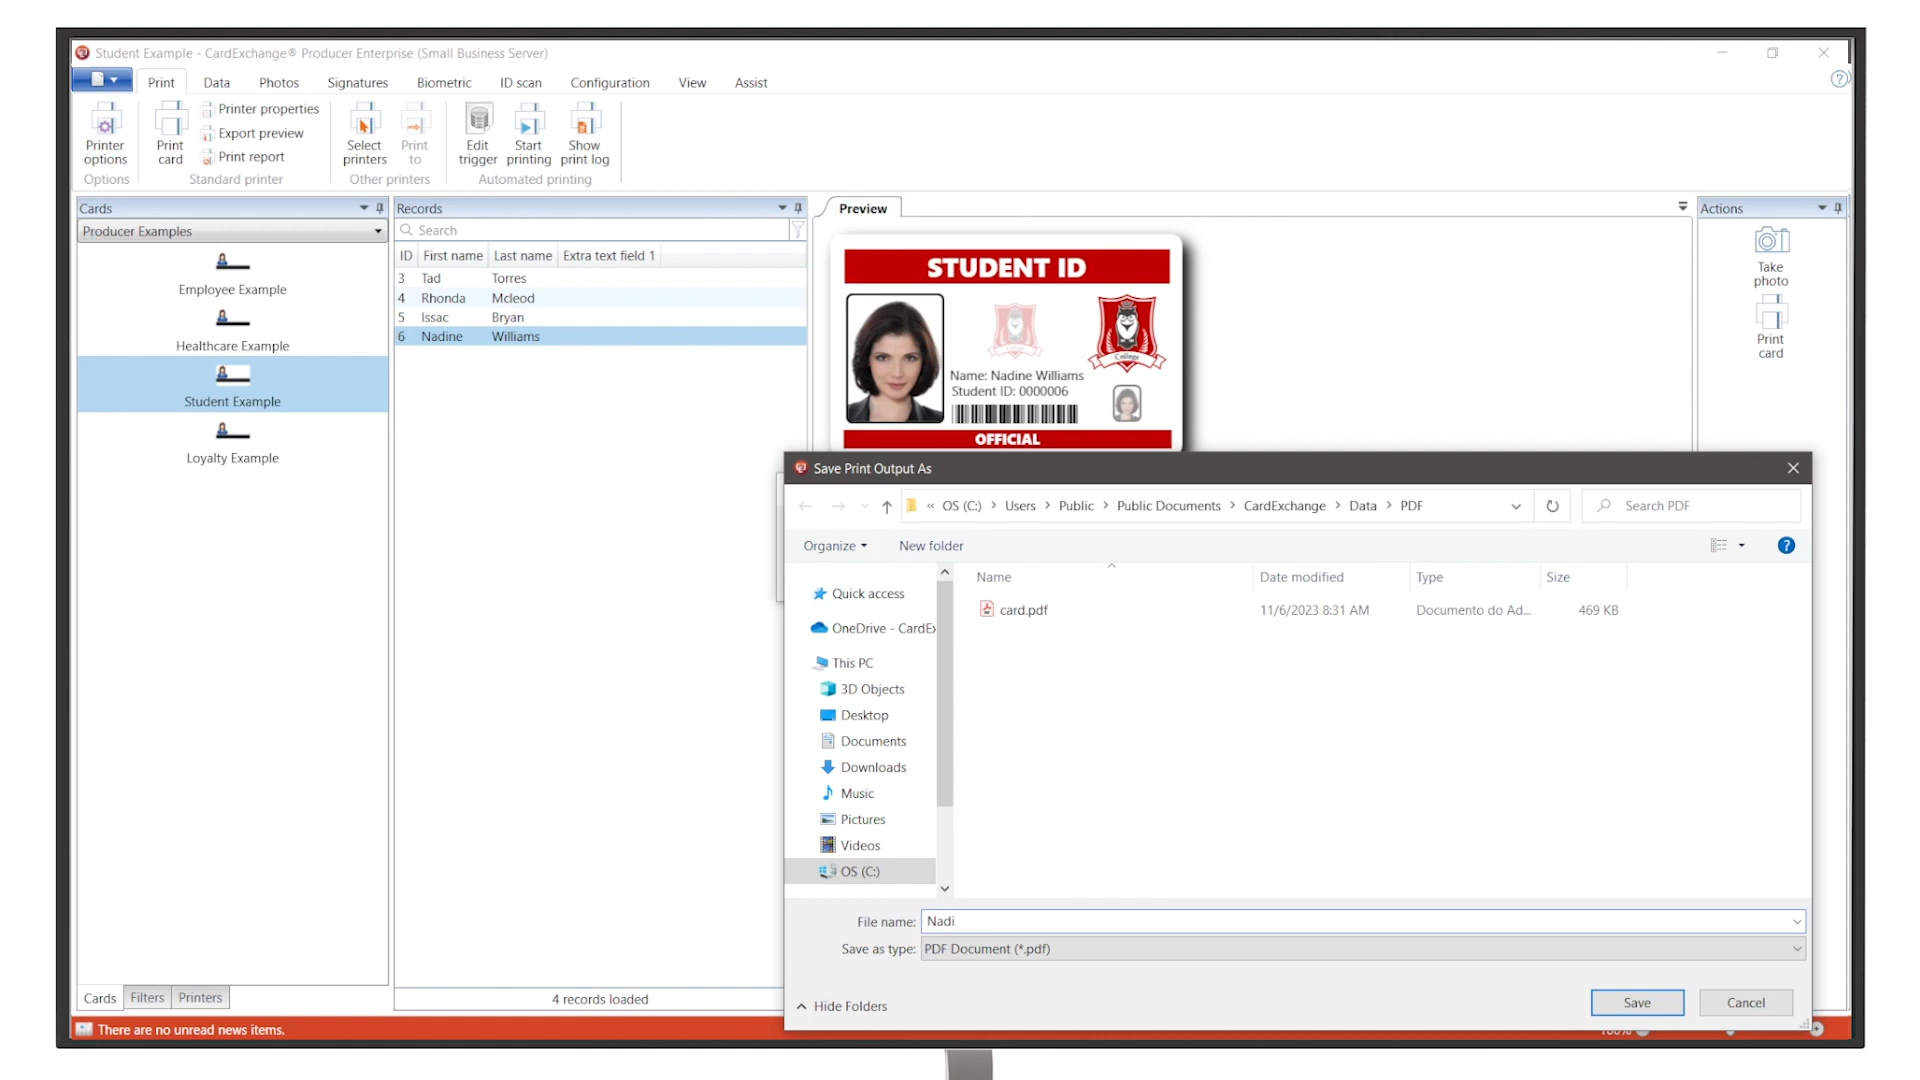 Student Example - CardExchange® Producer Enterprise (Small Business Server)
Print Data Photos Signatures Biometric ID scan Configuration View Assist
Printer options
Print card
Printer properties
Export preview
Print report
Select printers
Print to
Edit trigger
Start printing
Show print log
Options Standard printer Other printers Automated printing
Cards
Producer Examples
Employee Example
Healthcare Example
Student Example
Loyalty Example
Cards Filters Printers
Records
Search
ID First name Last name Extra text field 1
3 Tad Torres
4 Rhonda Mcleod
5 Issac Bryan
6 Nadine Williams
4 records loaded
Preview
STUDENT ID
College
College
Name: Nadine Williams
Student ID: 0000006
OFFICIAL
Actions
Take photo
Print card
Save Print Output As
« OS (C:) > Users > Public > Public Documents > CardExchange > Data > PDF
Search PDF
Organize New folder
Quick access
OneDrive - CardEx
This PC
3D Objects
Desktop
Documents
Downloads
Music
Pictures
Videos
OS (C:)
Name Date modified Type Size
card.pdf 11/6/2023 8:31 AM Documento do Ad... 469 KB
File name: Nadi
Save as type: PDF Document (*.pdf)
Hide Folders
Save Cancel
There are no unread news items.
100%